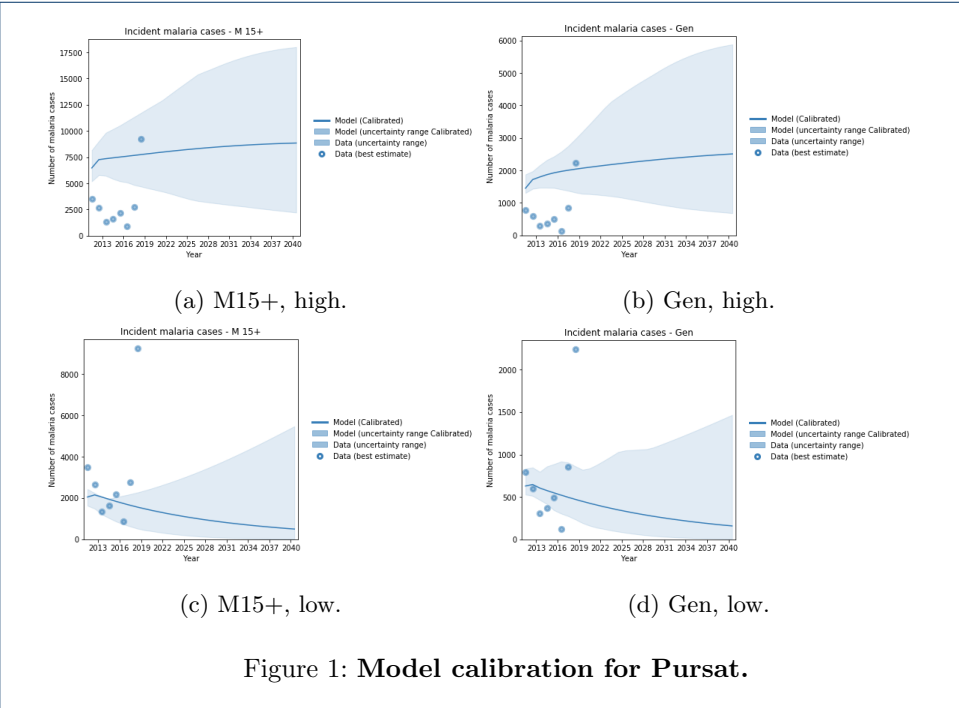 Incident malaria cases - M 15+
Number of malaria cases
17500
15000
12500
10000
7500
5000
2500
0
2013 2016 2019 2022 2025 2028 2031 2034 2037 2040
Year
Model (Calibrated)
Model (uncertainty range Calibrated)
Data (uncertainty range)
Data (best estimate)
(a) M15+, high.
Incident malaria cases - Gen
Number of malaria cases
6000
5000
4000
3000
2000
1000
0
2013 2016 2019 2022 2025 2028 2031 2034 2037 2040
Year
Model (Calibrated)
Model (uncertainty range Calibrated)
Data (uncertainty range)
Data (best estimate)
(b) Gen, high.
Incident malaria cases - M 15+
Number of malaria cases
8000
6000
4000
2000
0
2013 2016 2019 2022 2025 2028 2031 2034 2037 2040
Year
Model (Calibrated)
Model (uncertainty range Calibrated)
Data (uncertainty range)
Data (best estimate)
(c) M15+, low.
Incident malaria cases - Gen
Number of malaria cases
2000
1500
1000
500
0
2013 2016 2019 2022 2025 2028 2031 2034 2037 2040
Year
Model (Calibrated)
Model (uncertainty range Calibrated)
Data (uncertainty range)
Data (best estimate)
(d) Gen, low.
Figure 1: Model calibration for Pursat.